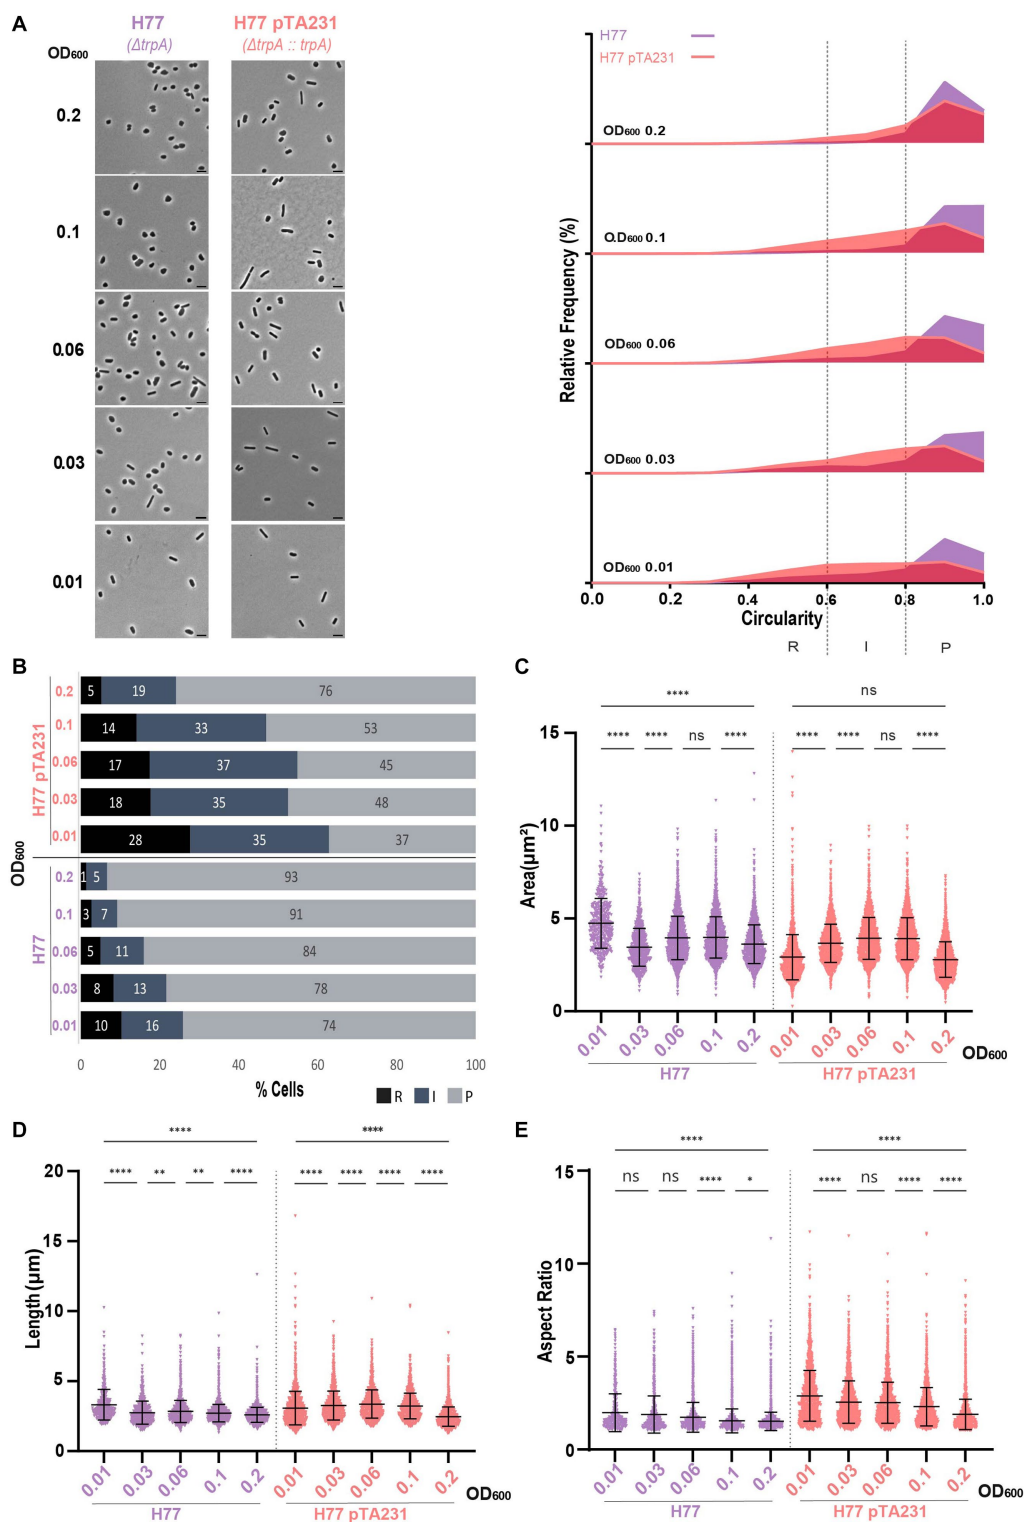 A
H77
(ΔtrpA)
H77 pTA231
(ΔtrpA :: trpA)
OD600
0.2
0.1
0.06
0.03
0.01
H77
H77 pTA231
OD600 0.2
OD600 0.1
OD600 0.06
OD600 0.03
OD600 0.01
Relative Frequency (%)
0.0 0.2 0.4 0.6 0.8 1.0
Circularity
R I P
B
OD600
H77 pTA231
0.2 5 19 76
0.1 14 33 53
0.06 17 37 45
0.03 18 35 48
0.01 28 35 37
H77
0.2 1 5 93
0.1 3 7 91
0.06 5 11 84
0.03 8 13 78
0.01 10 16 74
0 20 40 60 80 100
% Cells
R I P
C
**** ns
**** **** ns **** **** **** ns ****
Area(µm²)
15
10
5
0
0.01 0.03 0.06 0.1 0.2 0.01 0.03 0.06 0.1 0.2 OD600
H77 H77 pTA231
D
**** ****
**** ** ** **** **** **** **** ****
Length(µm)
20
15
10
5
0
0.01 0.03 0.06 0.1 0.2 0.01 0.03 0.06 0.1 0.2 OD600
H77 H77 pTA231
E
**** ****
ns ns **** * **** ns **** ****
Aspect Ratio
15
10
5
0
0.01 0.03 0.06 0.1 0.2 0.01 0.03 0.06 0.1 0.2 OD600
H77 H77 pTA231